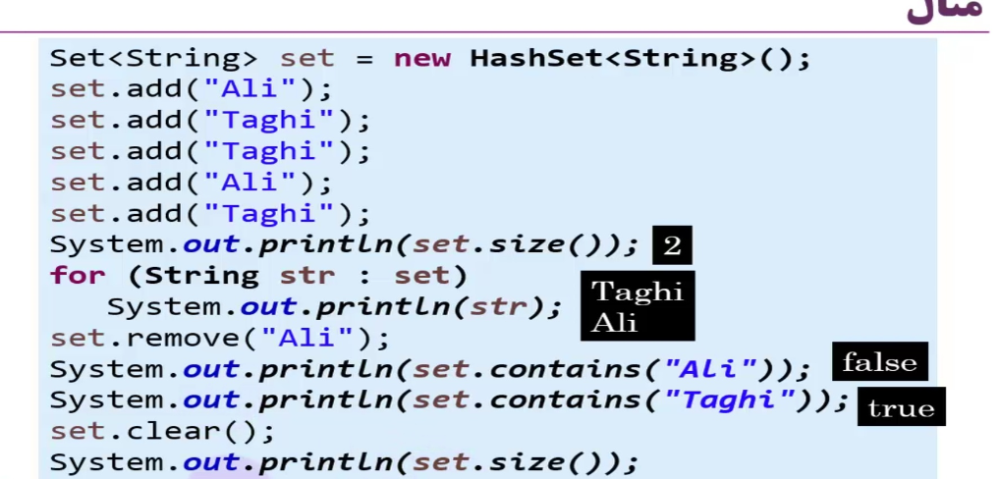 مثال
Set<String> set = new HashSet<String>();
set.add("Ali");
set.add("Taghi");
set.add("Taghi");
set.add("Ali");
set.add("Taghi");
System.out.println(set.size()); 2
for (String str : set)
System.out.println(str);
Taghi
Ali
set.remove("Ali");
System.out.println(set.contains("Ali")); false
System.out.println(set.contains("Taghi")); true
set.clear();
System.out.println(set.size());